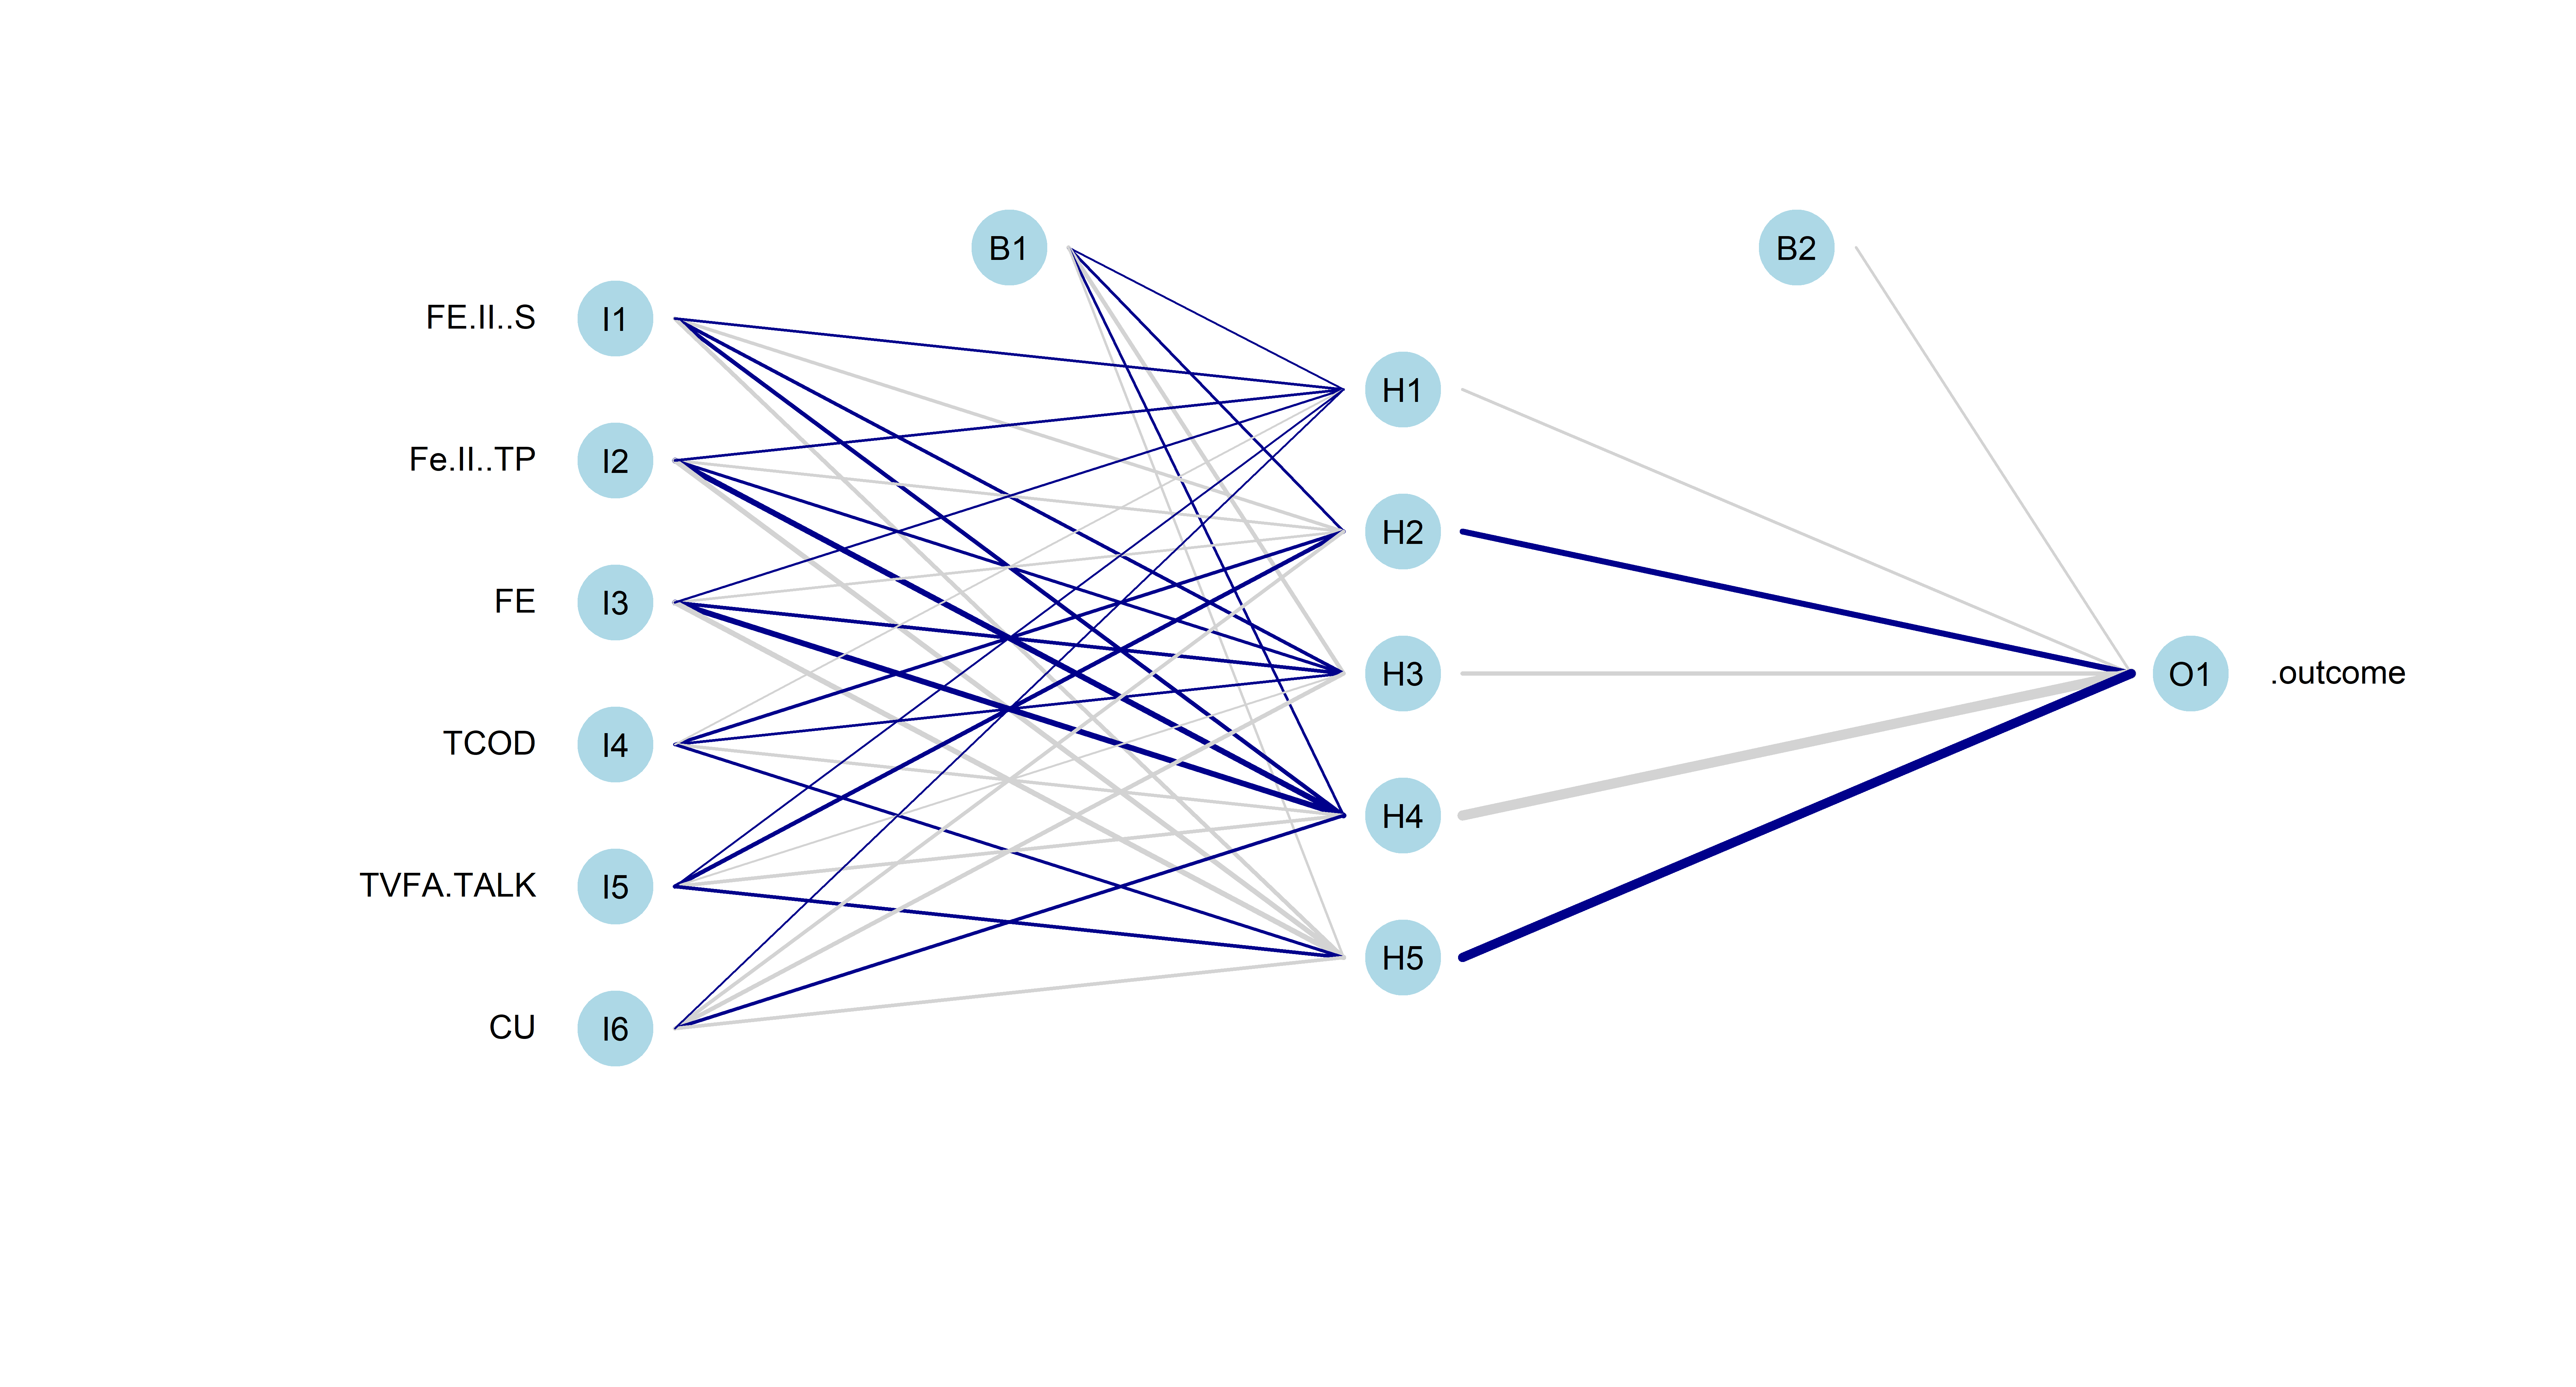 B1
B2
FE.II..S
I1
H1
Fe.II..TP
I2
H2
FE
I3
H3
O1
.outcome
TCOD
I4
H4
TVFA.TALK
I5
H5
CU
I6